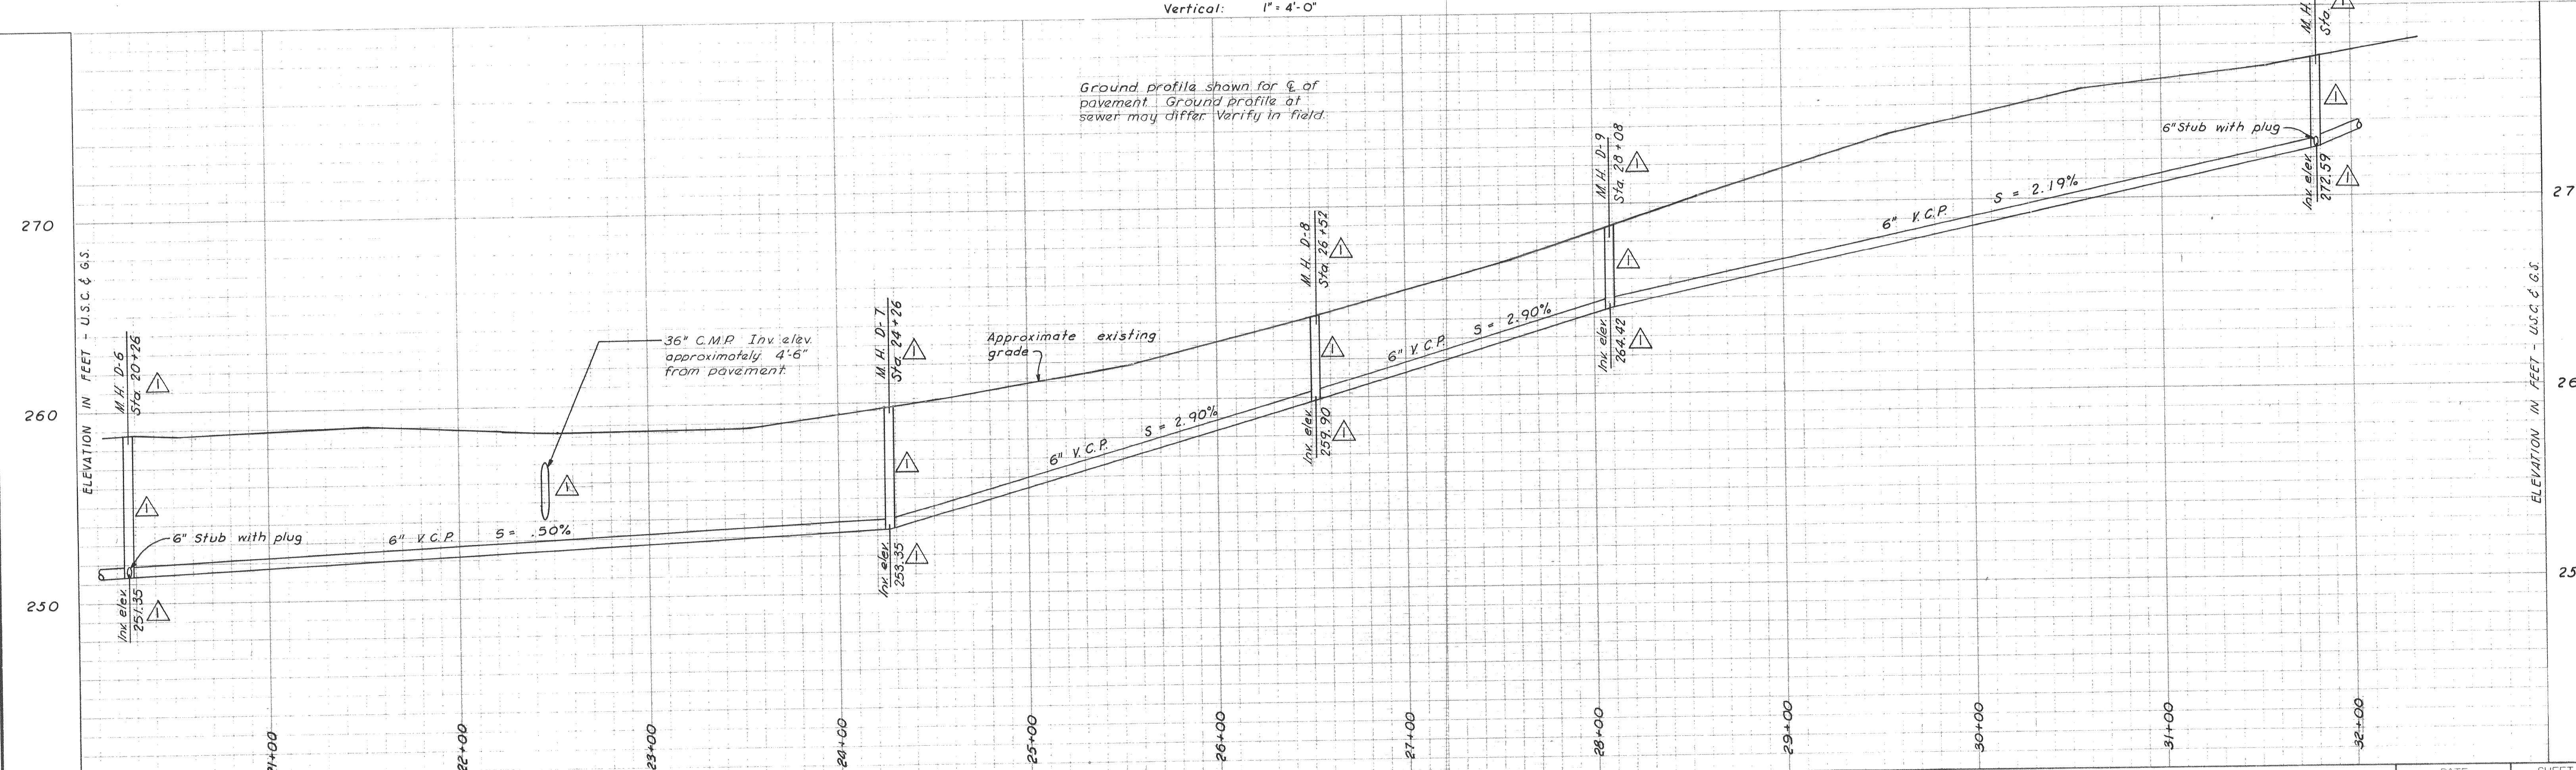 Vertical: 1" = 4'-0"
M.H.
Sta.
Ground profile shown for ℄ of
pavement. Ground profile at
sewer may differ. Verify in field.
M.H. D-9
Sta. 28+08
6" Stub with plug
Inv. elev.
272.59
S = 2.19%
6" V.C.P.
270
27
M.H. D-8
Sta. 26+52
ELEVATION IN FEET - U.S.C. & G.S.
ELEVATION IN FEET - U.S.C. & G.S.
M.H. D-7
Sta. 24+26
M.H. D-6
Sta. 20+26
36" C.M.P. Inv. elev.
approximately 4'-6"
from pavement.
Approximate existing
grade
S = 2.90%
6" V.C.P.
Inv. elev.
264.42
260
26
S = 2.90%
6" V.C.P.
Inv. elev.
259.90
6" Stub with plug
6" V.C.P. S = .50%
Inv. elev.
253.35
250
25
Inv. elev.
251.35
21+00
22+00
23+00
24+00
25+00
26+00
27+00
28+00
29+00
30+00
31+00
32+00